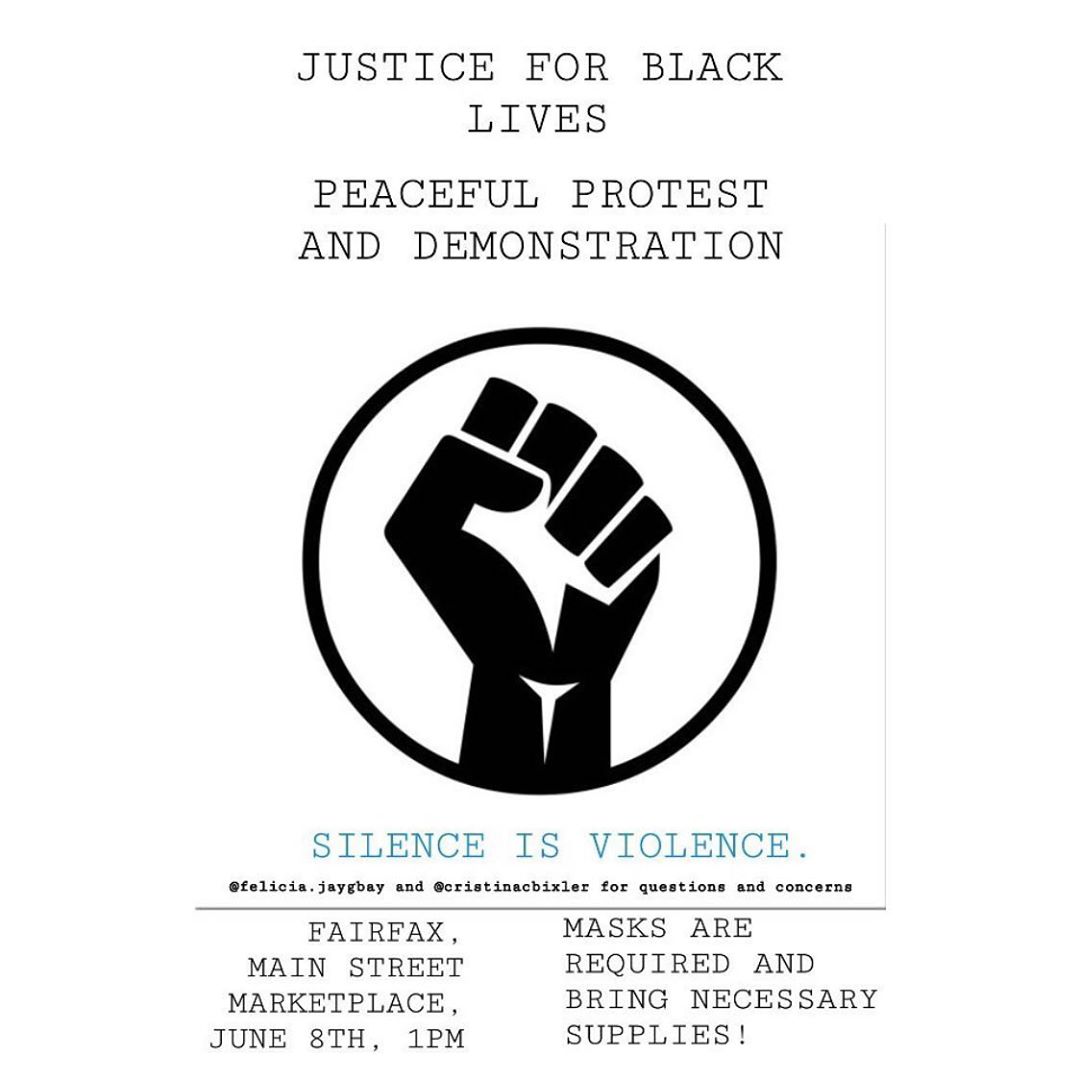 JUSTICE FOR BLACK
LIVES
PEACEFUL PROTEST
AND DEMONSTRATION
SILENCE IS VIOLENCE.
@felicia.jaygbay and @cristinacbixler for questions and concerns
FAIRFAX,
MAIN STREET
MARKETPLACE,
JUNE 8TH, 1PM
MASKS ARE
REQUIRED AND
BRING NECESSARY
SUPPLIES!